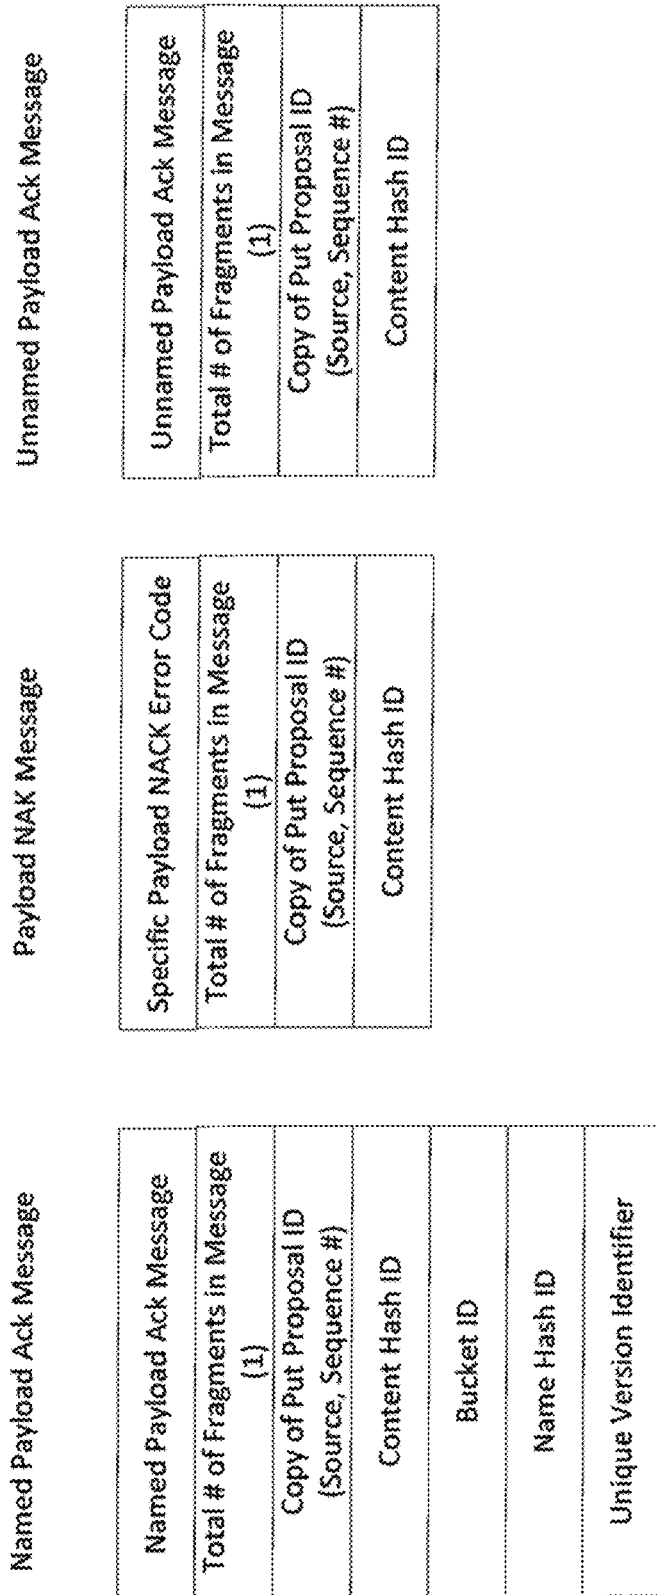 Named Payload Ack Message
Named Payload Ack Message
Total # of Fragments in Message
(1)
Copy of Put Proposal ID
(Source, Sequence #)
Content Hash ID
Bucket ID
Name Hash ID
Unique Version Identifier
Payload NAK Message
Specific Payload NACK Error Code
Total # of Fragments in Message
(1)
Copy of Put Proposal ID
(Source, Sequence #)
Content Hash ID
Unnamed Payload Ack Message
Unnamed Payload Ack Message
Total # of Fragments in Message
(1)
Copy of Put Proposal ID
(Source, Sequence #)
Content Hash ID